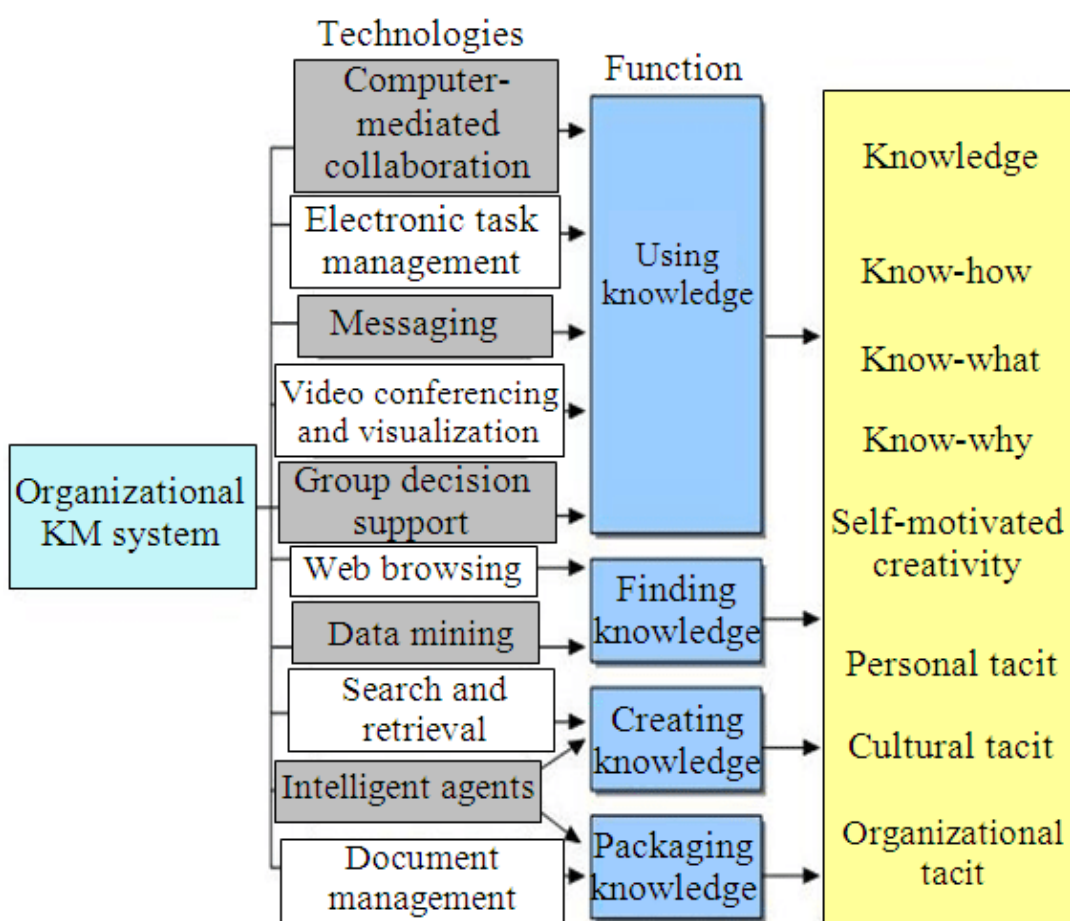 Technologies
Function
Computer-
mediated
collaboration
Electronic task
management
Messaging
Video conferencing
and visualization
Group decision
support
Web browsing
Data mining
Search and
retrieval
Intelligent agents
Document
management
Organizational
KM system
Using
knowledge
Finding
knowledge
Creating
knowledge
Packaging
knowledge
Knowledge
Know-how
Know-what
Know-why
Self-motivated
creativity
Personal tacit
Cultural tacit
Organizational
tacit